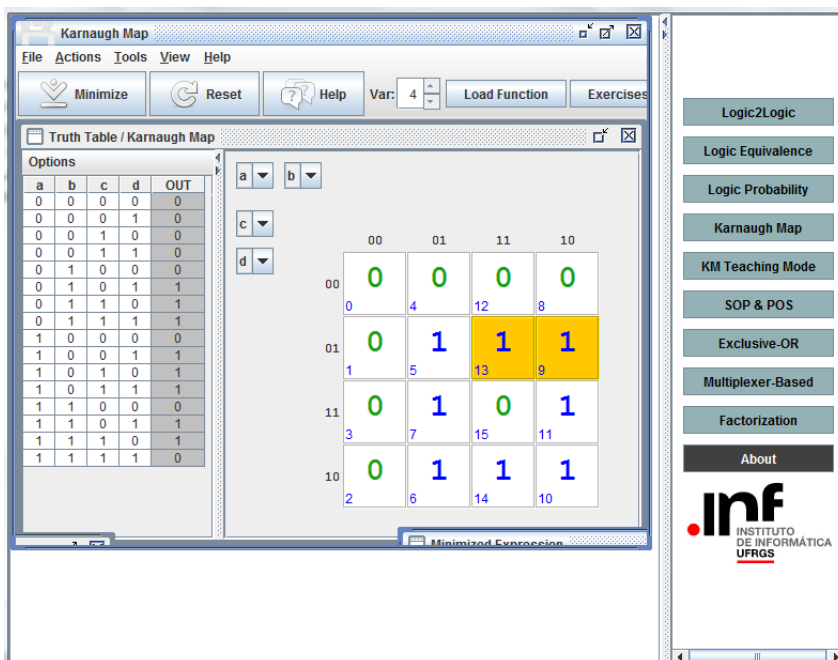 Karnaugh Map
File Actions Tools View Help
Minimize Reset Help Var: 4 Load Function Exercises
Truth Table / Karnaugh Map
Options
a b c d OUT
0 0 0 0 0
0 0 0 1 0
0 0 1 0 0
0 0 1 1 0
0 1 0 0 0
0 1 0 1 1
0 1 1 0 1
0 1 1 1 1
1 0 0 0 0
1 0 0 1 1
1 0 1 0 1
1 0 1 1 1
1 1 0 0 0
1 1 0 1 1
1 1 1 0 1
1 1 1 1 0
a b
c
d
00 01 11 10
00 0 0 0 0
0 4 12 8
01 0 1 1 1
1 5 13 9
11 0 1 0 1
3 7 15 11
10 0 1 1 1
2 6 14 10
Minimized Expression
Logic2Logic
Logic Equivalence
Logic Probability
Karnaugh Map
KM Teaching Mode
SOP & POS
Exclusive-OR
Multiplexer-Based
Factorization
About
.inf
INSTITUTO
DE INFORMÁTICA
UFRGS